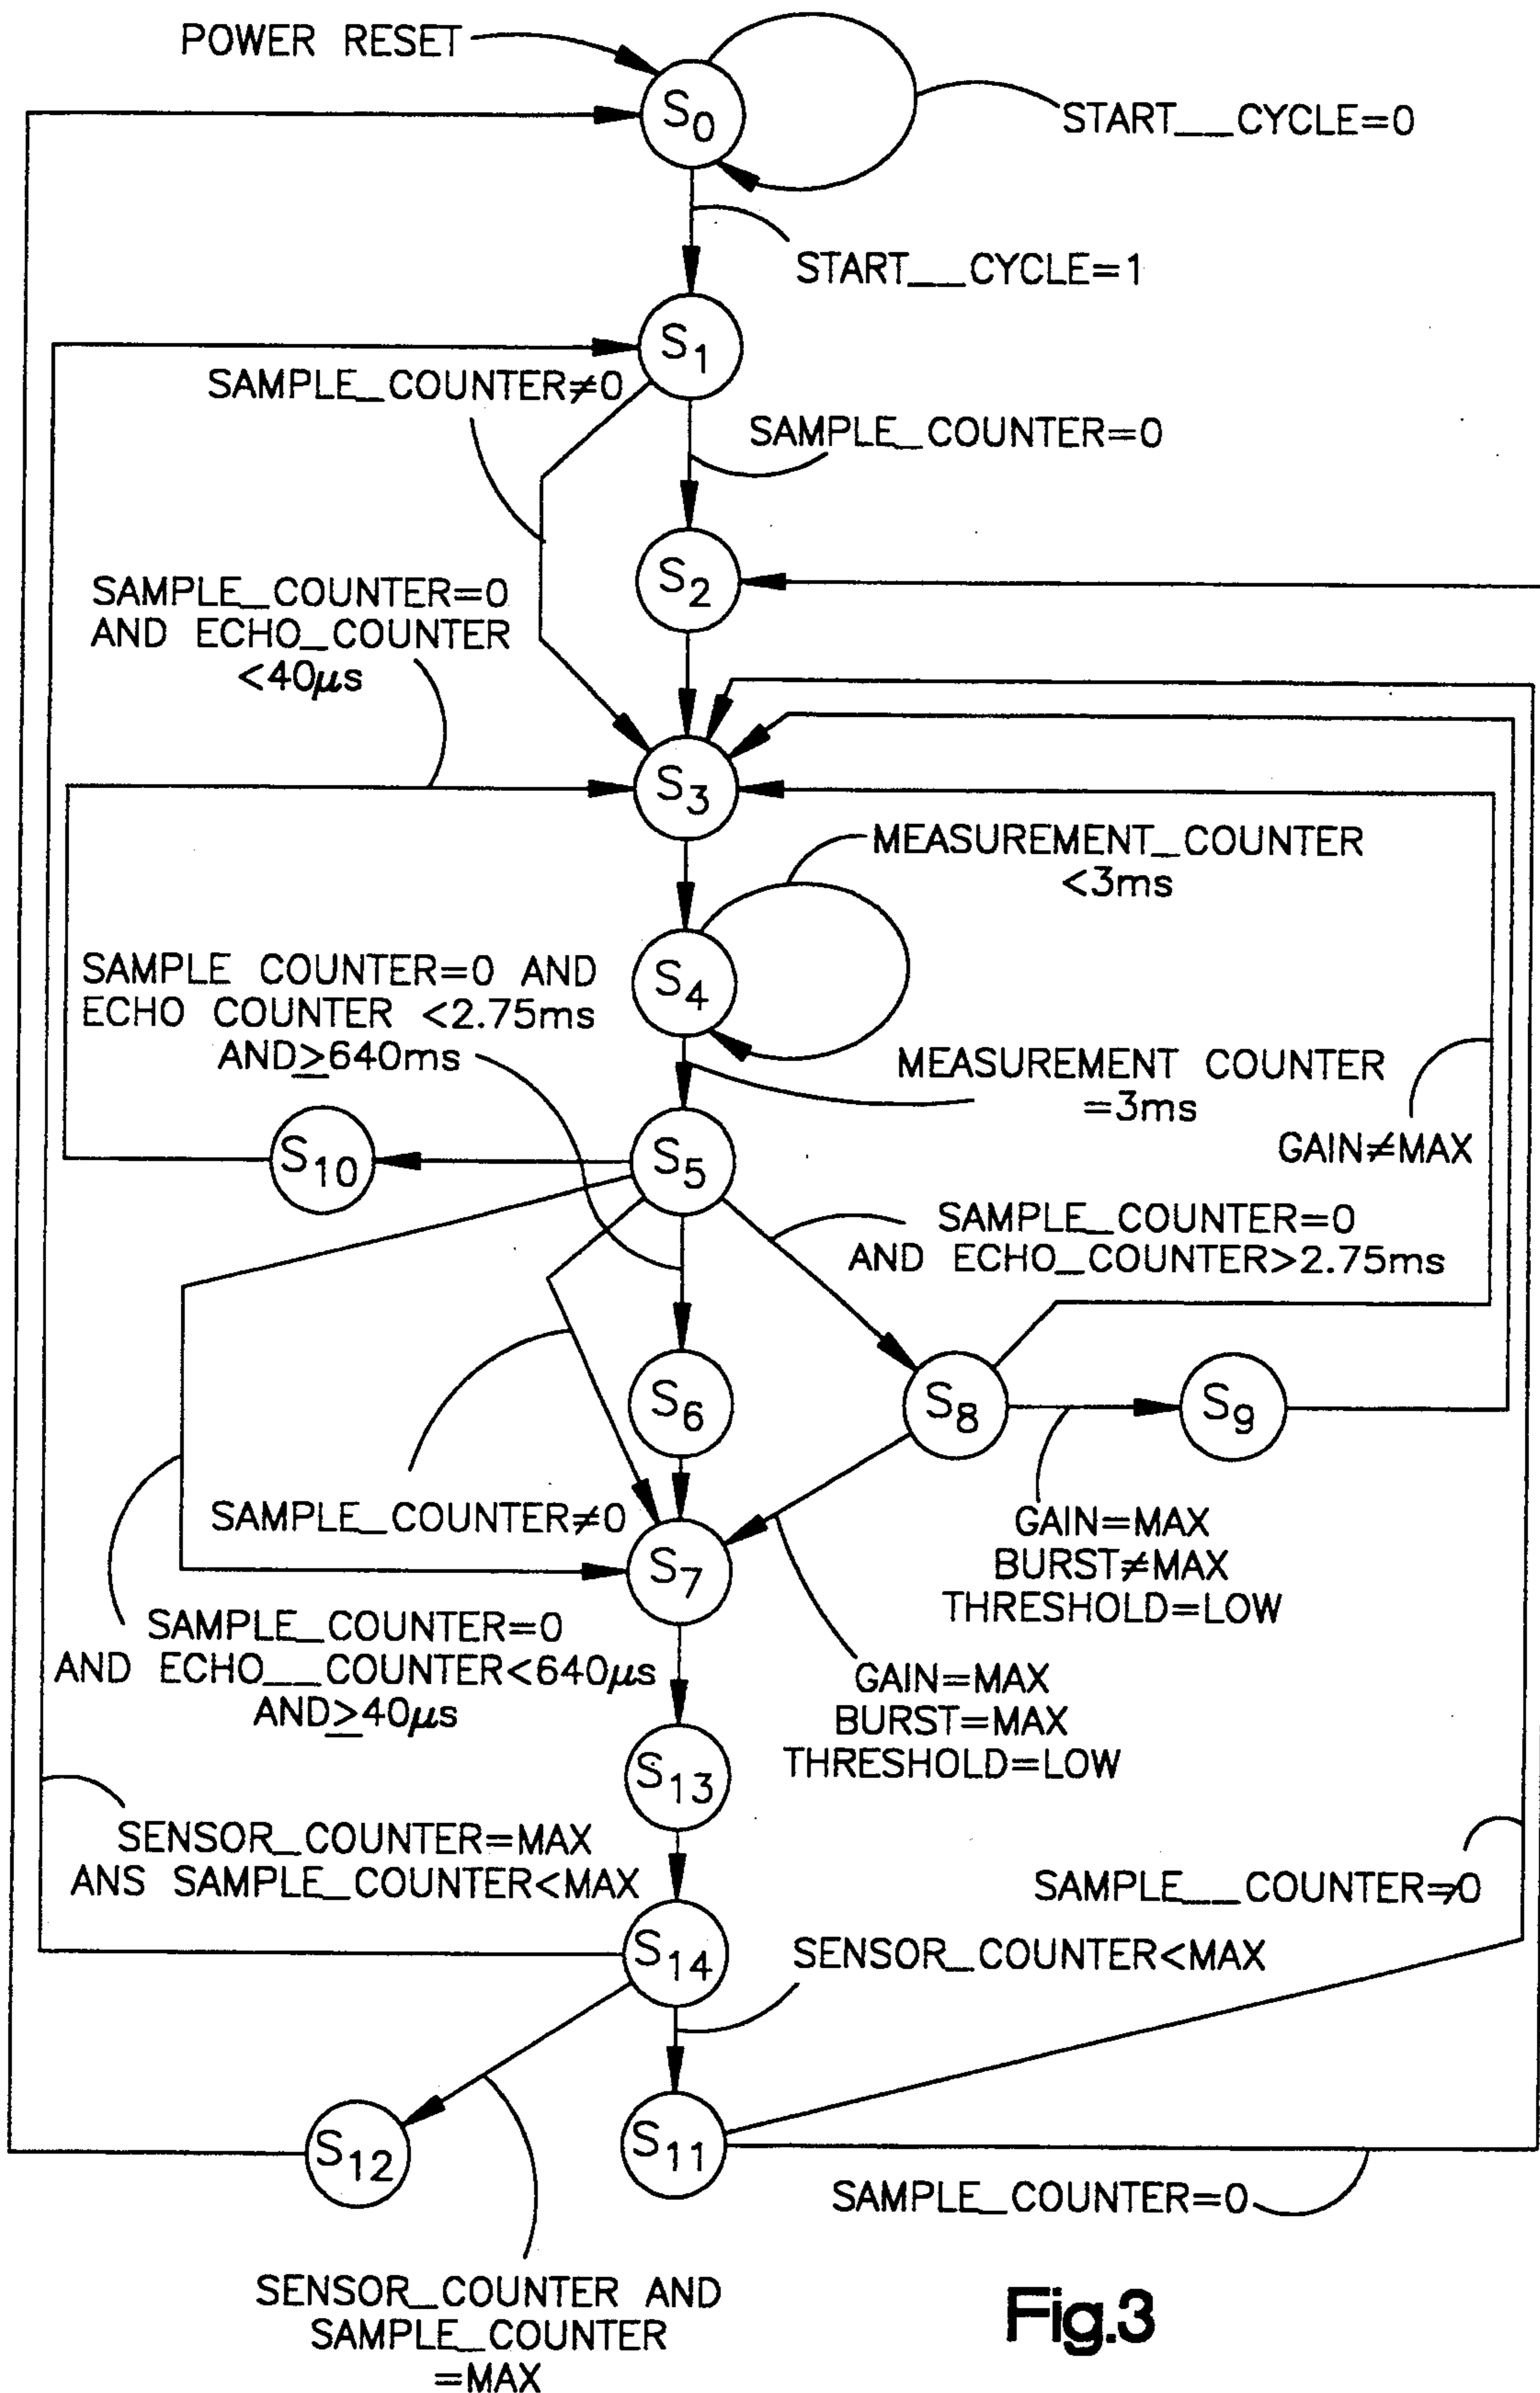 POWER RESET
S0
START__CYCLE=0
START__CYCLE=1
S1
SAMPLE_COUNTER≠0
SAMPLE_COUNTER=0
S2
SAMPLE_COUNTER=0
AND ECHO_COUNTER
<40μs
S3
MEASUREMENT_COUNTER
<3ms
S4
SAMPLE COUNTER=0 AND
ECHO COUNTER <2.75ms
AND≥640ms
MEASUREMENT COUNTER
=3ms
GAIN≠MAX
S10
S5
SAMPLE_COUNTER=0
AND ECHO_COUNTER>2.75ms
S6
S8
S9
SAMPLE_COUNTER≠0
GAIN=MAX
BURST≠MAX
THRESHOLD=LOW
S7
SAMPLE_COUNTER=0
AND ECHO__COUNTER<640μs
AND≥40μs
GAIN=MAX
BURST=MAX
THRESHOLD=LOW
S13
SENSOR_COUNTER=MAX
ANS SAMPLE_COUNTER<MAX
SAMPLE__COUNTER≠0
S14
SENSOR_COUNTER<MAX
S12
S11
SAMPLE_COUNTER=0
SENSOR_COUNTER AND
SAMPLE_COUNTER
=MAX
Fig.3